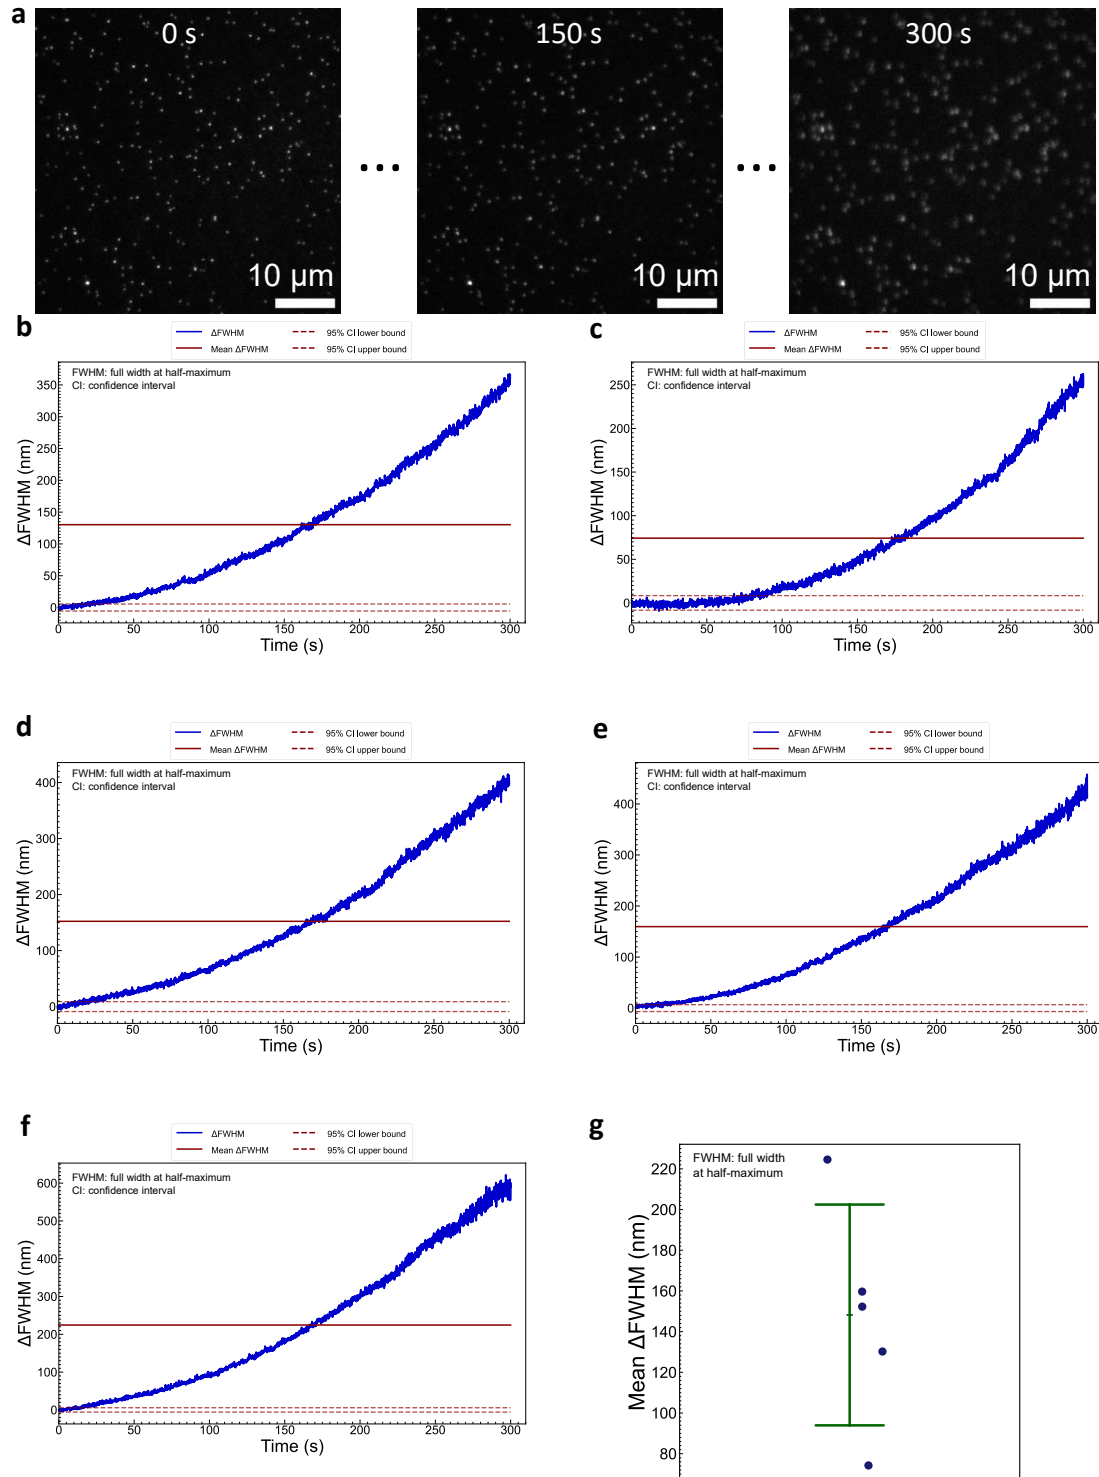 a
0 s
150 s
300 s
10 μm
10 μm
10 μm
b
ΔFWHM
95% CI lower bound
Mean ΔFWHM
95% CI upper bound
FWHM: full width at half-maximum
CI: confidence interval
350
300
250
200
150
100
50
0
ΔFWHM (nm)
0 50 100 150 200 250 300
Time (s)
c
ΔFWHM
95% CI lower bound
Mean ΔFWHM
95% CI upper bound
FWHM: full width at half-maximum
CI: confidence interval
250
200
150
100
50
0
ΔFWHM (nm)
0 50 100 150 200 250 300
Time (s)
d
ΔFWHM
95% CI lower bound
Mean ΔFWHM
95% CI upper bound
FWHM: full width at half-maximum
CI: confidence interval
400
300
200
100
0
ΔFWHM (nm)
0 50 100 150 200 250 300
Time (s)
e
ΔFWHM
95% CI lower bound
Mean ΔFWHM
95% CI upper bound
FWHM: full width at half-maximum
CI: confidence interval
400
300
200
100
0
ΔFWHM (nm)
0 50 100 150 200 250 300
Time (s)
f
ΔFWHM
95% CI lower bound
Mean ΔFWHM
95% CI upper bound
FWHM: full width at half-maximum
CI: confidence interval
600
500
400
300
200
100
0
ΔFWHM (nm)
0 50 100 150 200 250 300
Time (s)
g
FWHM: full width
at half-maximum
220
200
180
160
140
120
100
80
Mean ΔFWHM (nm)